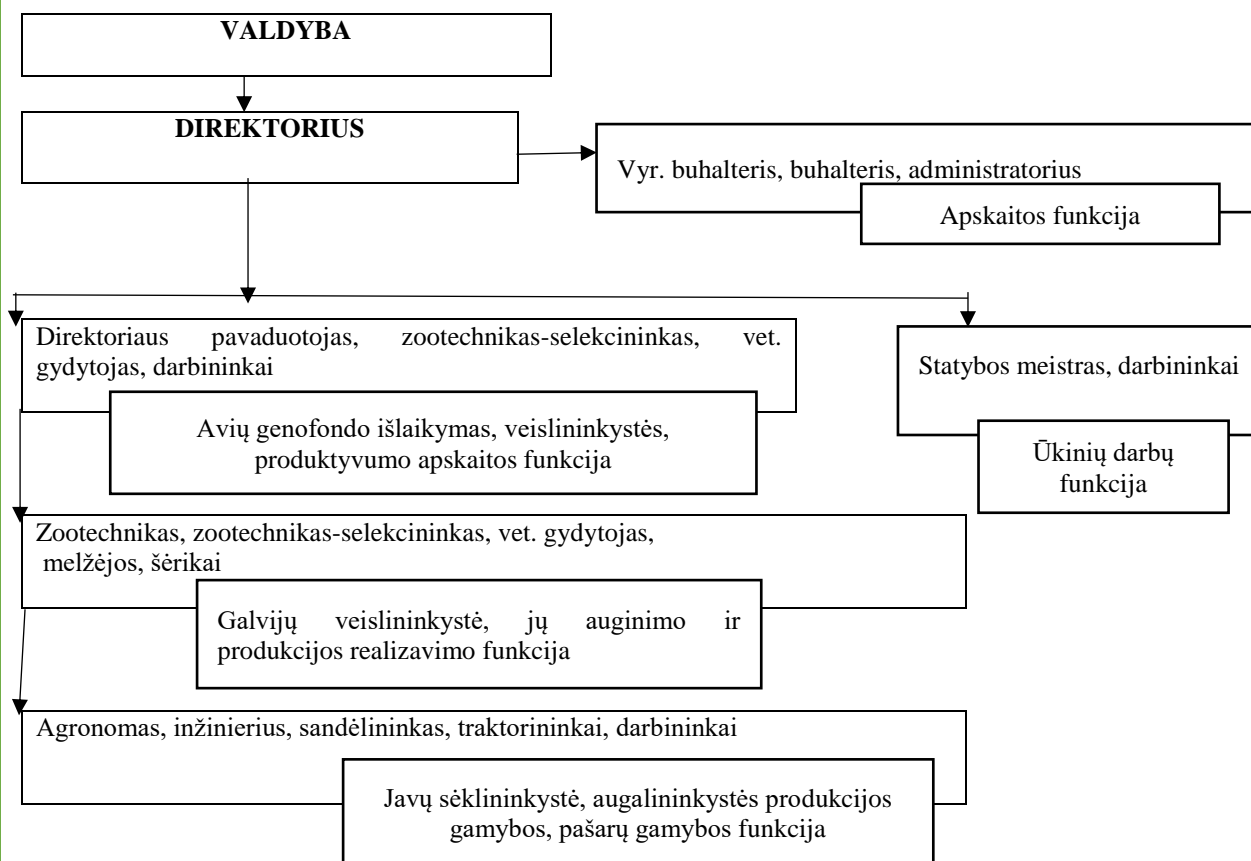 VALDYBA
DIREKTORIUS
Vyr. buhalteris, buhalteris, administratorius
Apskaitos funkcija
Direktoriaus pavaduotojas, zootechnikas-selekcininkas, vet.
gydytojas, darbininkai
Avių genofondo išlaikymas, veislininkystės,
produktyvumo apskaitos funkcija
Statybos meistras, darbininkai
Ūkinių darbų
funkcija
Zootechnikas, zootechnikas-selekcininkas, vet. gydytojas,
melžėjos, šėrikai
Galvijų veislininkystė, jų auginimo ir
produkcijos realizavimo funkcija
Agronomas, inžinierius, sandėlininkas, traktorininkai, darbininkai
Javų sėklininkystė, augalininkystės produkcijos
gamybos, pašarų gamybos funkcija